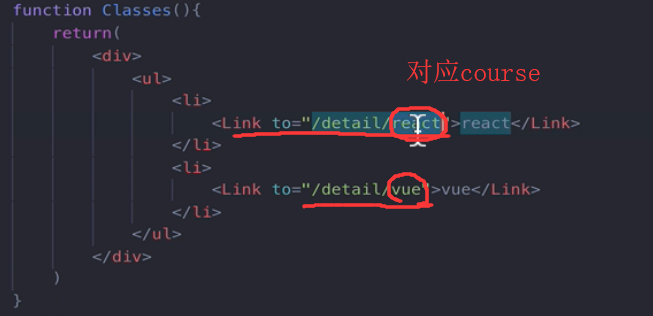 function Classes(){
return(
<div>
<ul>
对应course
<li>
<Link to="/detail/react">react</Link>
</li>
<li>
<Link to="/detail/vue">vue</Link>
</li>
</ul>
</div>
)
}